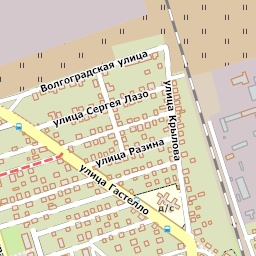 Волгоградская улица
улица Сергея Лазо
улица Крылова
улица Разина
улица Гастелло
д/с